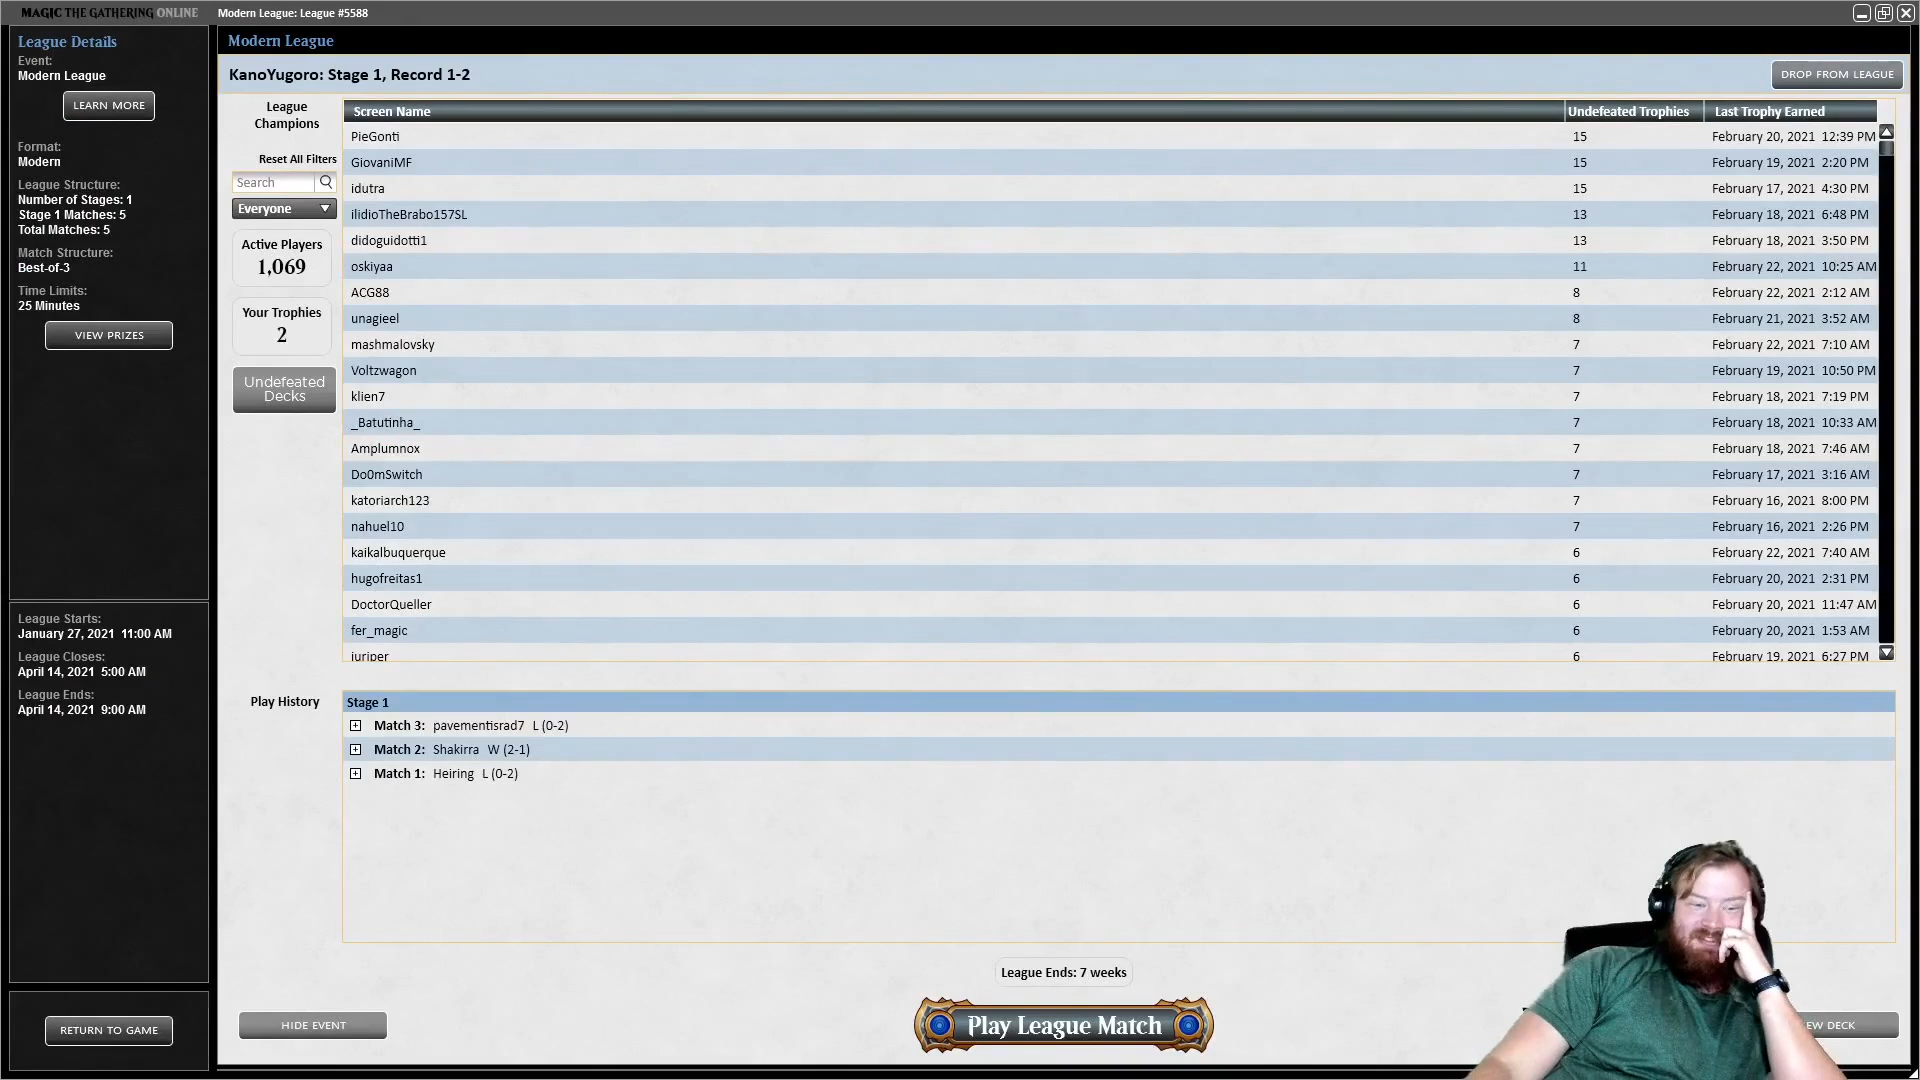 MAGIC THE GATHERING ONLINE
Modern League: League #5588
League Details
Event:
Modern League
LEARN MORE
Format:
Modern
League Structure:
Number of Stages: 1
Stage 1 Matches: 5
Total Matches: 5
Match Structure:
Best-of-3
Time Limits:
25 Minutes
VIEW PRIZES
League Starts:
January 27, 2021 11:00 AM
League Closes:
April 14, 2021 5:00 AM
League Ends:
April 14, 2021 9:00 AM
RETURN TO GAME
Modern League
KanoYugoro: Stage 1, Record 1-2
DROP FROM LEAGUE
League
Champions
Reset All Filters
Search
Everyone
Active Players
1,069
Your Trophies
2
Undefeated
Decks
Screen Name Undefeated Trophies Last Trophy Earned
PieGonti 15 February 20, 2021 12:39 PM
GiovaniMF 15 February 19, 2021 2:20 PM
idutra 15 February 17, 2021 4:30 PM
ilidioTheBrabo157SL 13 February 18, 2021 6:48 PM
didoguidotti1 13 February 18, 2021 3:50 PM
oskiyaa 11 February 22, 2021 10:25 AM
ACG88 8 February 22, 2021 2:12 AM
unagieel 8 February 21, 2021 3:52 AM
mashmalovsky 7 February 22, 2021 7:10 AM
Voltzwagon 7 February 19, 2021 10:50 PM
klien7 7 February 18, 2021 7:19 PM
_Batutinha_ 7 February 18, 2021 10:33 AM
Amplumnox 7 February 18, 2021 7:46 AM
Do0mSwitch 7 February 17, 2021 3:16 AM
katoriarch123 7 February 16, 2021 8:00 PM
nahuel10 7 February 16, 2021 2:26 PM
kaikalbuquerque 6 February 22, 2021 7:40 AM
hugofreitas1 6 February 20, 2021 2:31 PM
DoctorQueller 6 February 20, 2021 11:47 AM
fer_magic 6 February 20, 2021 1:53 AM
iuriper 6 February 19, 2021 6:27 PM
Play History
Stage 1
Match 3: pavementisrad7 L (0-2)
Match 2: Shakirra W (2-1)
Match 1: Heiring L (0-2)
League Ends: 7 weeks
HIDE EVENT
Play League Match
EW DECK